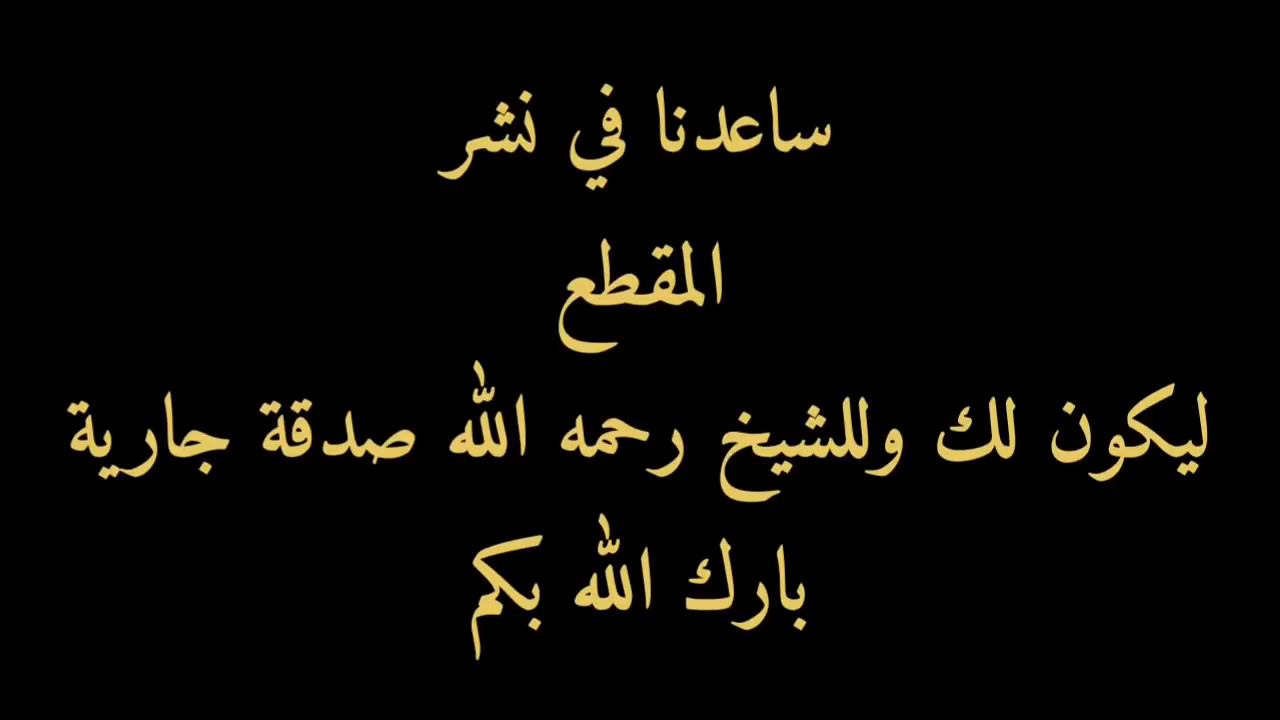 ساعدنا في نشر
المقطع
ليكون لك وللشيخ رحمه الله صدقة جارية
بارك الله بكم